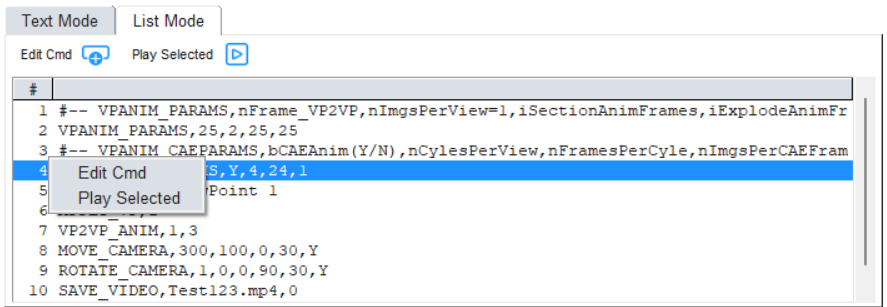 Text Mode List Mode
Edit Cmd Play Selected
#
1 #-- VPANIM_PARAMS,nFrame_VP2VP,nImgsPerView=1,iSectionAnimFrames,iExplodeAnimFr
2 VPANIM_PARAMS,25,2,25,25
3 #-- VPANIM_CAEPARAMS,bCAEAnim(Y/N),nCylesPerView,nFramesPerCyle,nImgsPerCAEFram
4 S,Y,4,24,1
Edit Cmd
5 Point 1
Play Selected
6
7 VP2VP_ANIM,1,3
8 MOVE_CAMERA,300,100,0,30,Y
9 ROTATE_CAMERA,1,0,0,90,30,Y
10 SAVE_VIDEO,Test123.mp4,0